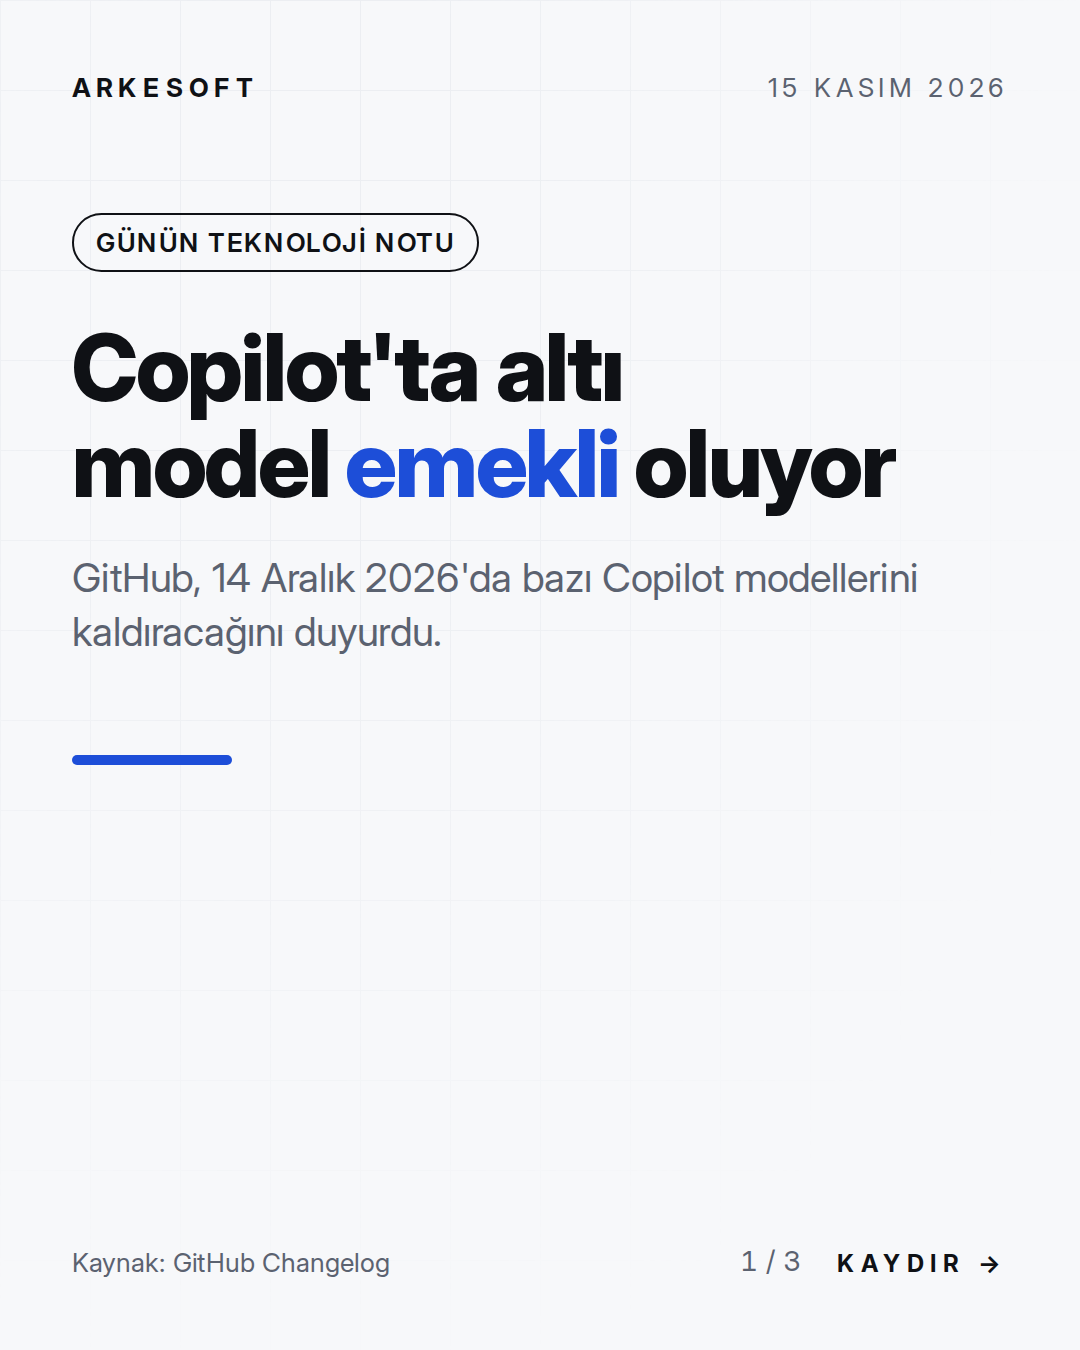 ARKESOFT
15 KASIM 2026
GÜNÜN TEKNOLOJİ NOTU
Copilot'ta altı
model emekli oluyor
GitHub, 14 Aralık 2026'da bazı Copilot modellerini
kaldıracağını duyurdu.
Kaynak: GitHub Changelog
1 / 3
KAYDIR →